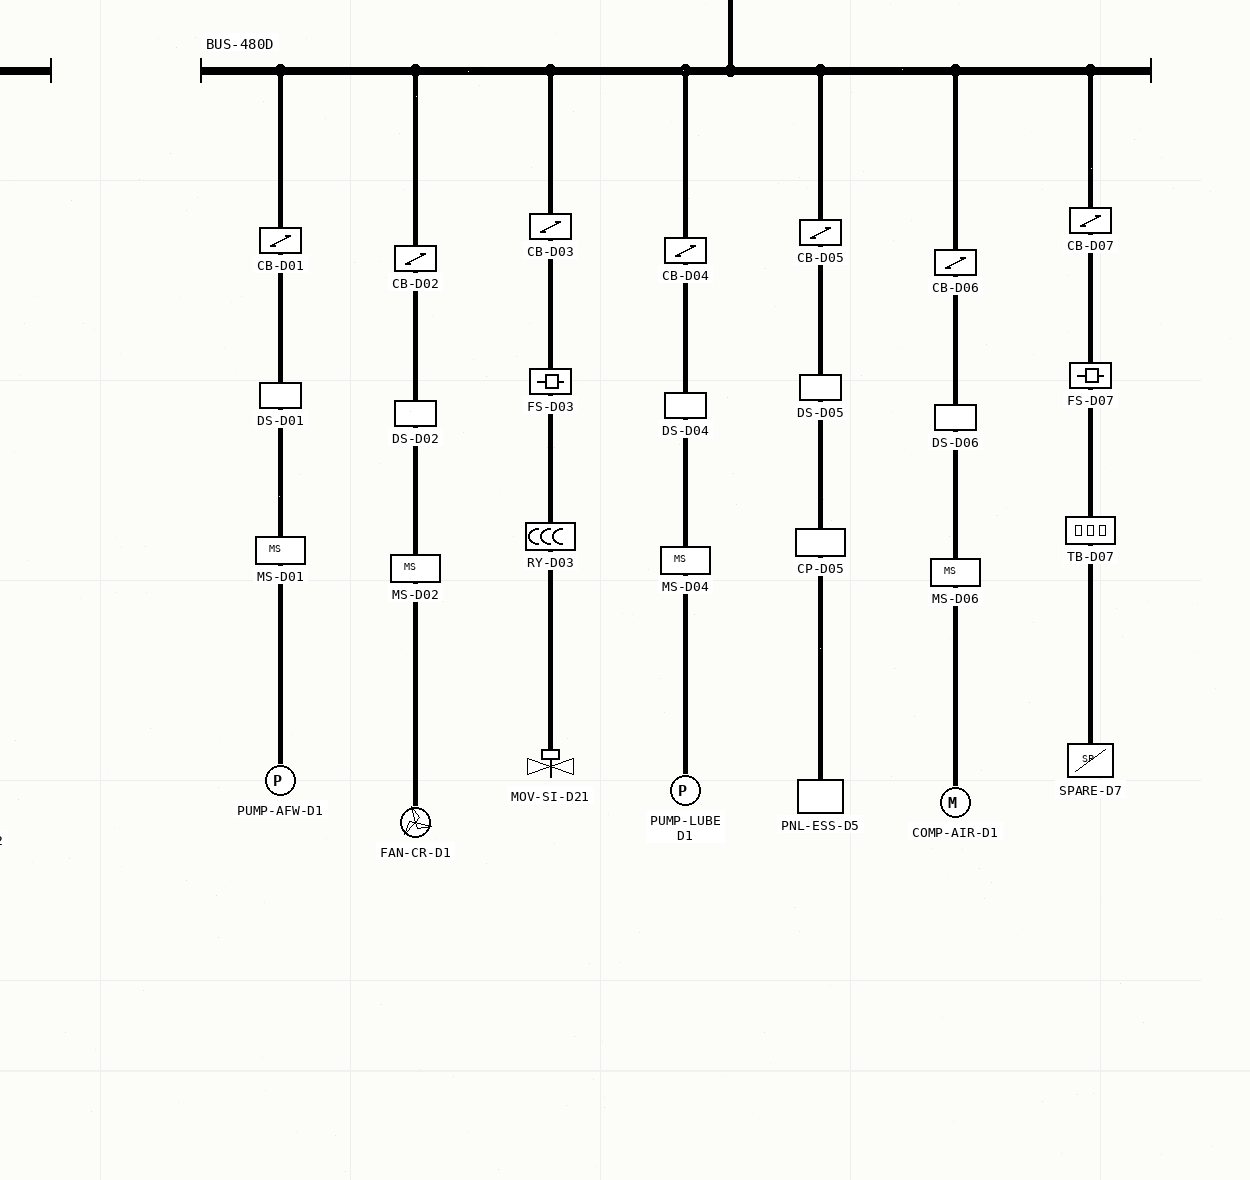 BUS-480D
CB-D01
CB-D02
CB-D03
CB-D04
CB-D05
CB-D06
CB-D07
DS-D01
DS-D02
FS-D03
DS-D04
DS-D05
DS-D06
FS-D07
MS
MS-D01
MS
MS-D02
RY-D03
MS
MS-D04
CP-D05
MS
MS-D06
TB-D07
P
PUMP-AFW-D1
FAN-CR-D1
MOV-SI-D21
P
PUMP-LUBE
D1
PNL-ESS-D5
M
COMP-AIR-D1
SP
SPARE-D7
2